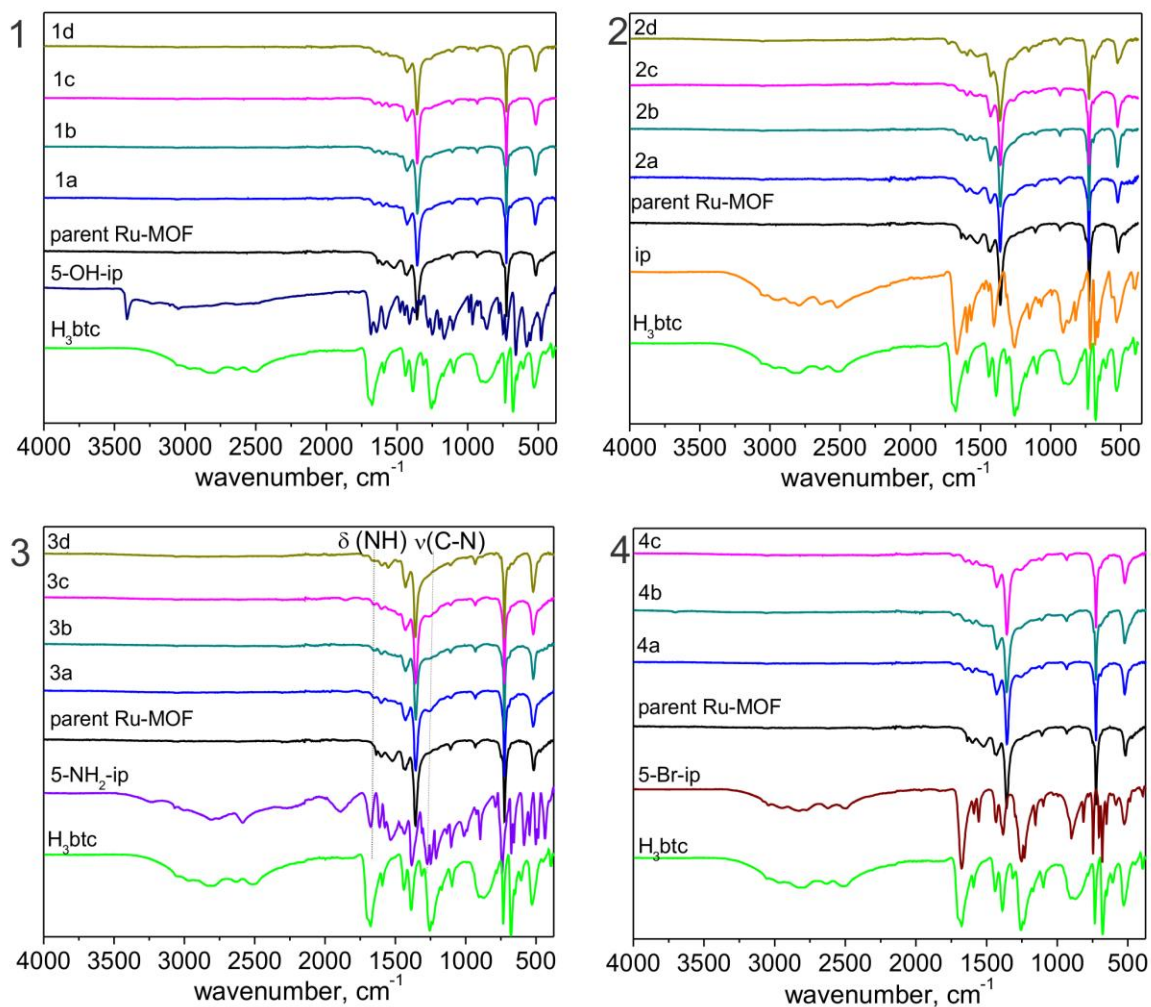 1
1d
1c
1b
1a
parent Ru-MOF
5-OH-ip
H₃btc
4000 3500 3000 2500 2000 1500 1000 500
wavenumber, cm⁻¹
2
2d
2c
2b
2a
parent Ru-MOF
ip
H₃btc
4000 3500 3000 2500 2000 1500 1000 500
wavenumber, cm⁻¹
3
δ (NH) ν(C-N)
3d
3c
3b
3a
parent Ru-MOF
5-NH₂-ip
H₃btc
4000 3500 3000 2500 2000 1500 1000 500
wavenumber, cm⁻¹
4
4c
4b
4a
parent Ru-MOF
5-Br-ip
H₃btc
4000 3500 3000 2500 2000 1500 1000 500
wavenumber, cm⁻¹